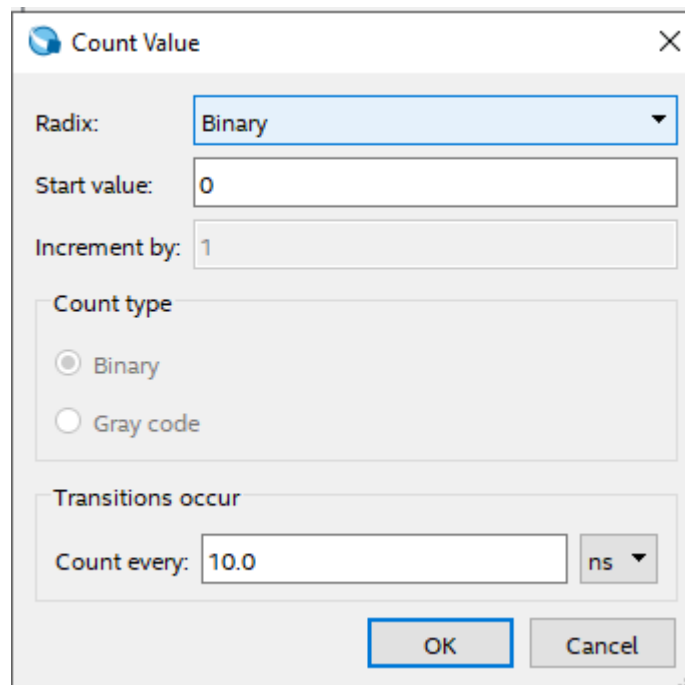 Count Value
Radix: Binary
Start value: 0
Increment by: 1
Count type
Binary
Gray code
Transitions occur
Count every: 10.0 ns
OK Cancel